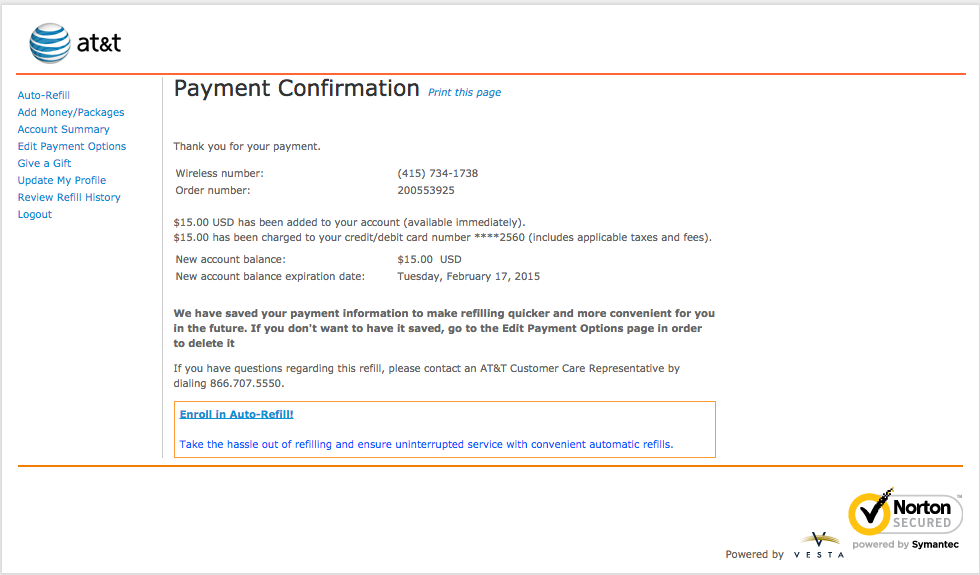 at&t
Payment Confirmation Print this page
Auto-Refill
Add Money/Packages
Account Summary
Edit Payment Options
Give a Gift
Update My Profile
Review Refill History
Logout
Thank you for your payment.
Wireless number: (415) 734-1738
Order number: 200553925
$15.00 USD has been added to your account (available immediately).
$15.00 has been charged to your credit/debit card number ****2560 (includes applicable taxes and fees).
New account balance: $15.00 USD
New account balance expiration date: Tuesday, February 17, 2015
We have saved your payment information to make refilling quicker and more convenient for you
in the future. If you don't want to have it saved, go to the Edit Payment Options page in order
to delete it
If you have questions regarding this refill, please contact an AT&T Customer Care Representative by
dialing 866.707.5550.
Enroll in Auto-Refill!
Take the hassle out of refilling and ensure uninterrupted service with convenient automatic refills.
Powered by VESTA
Norton
SECURED
powered by Symantec